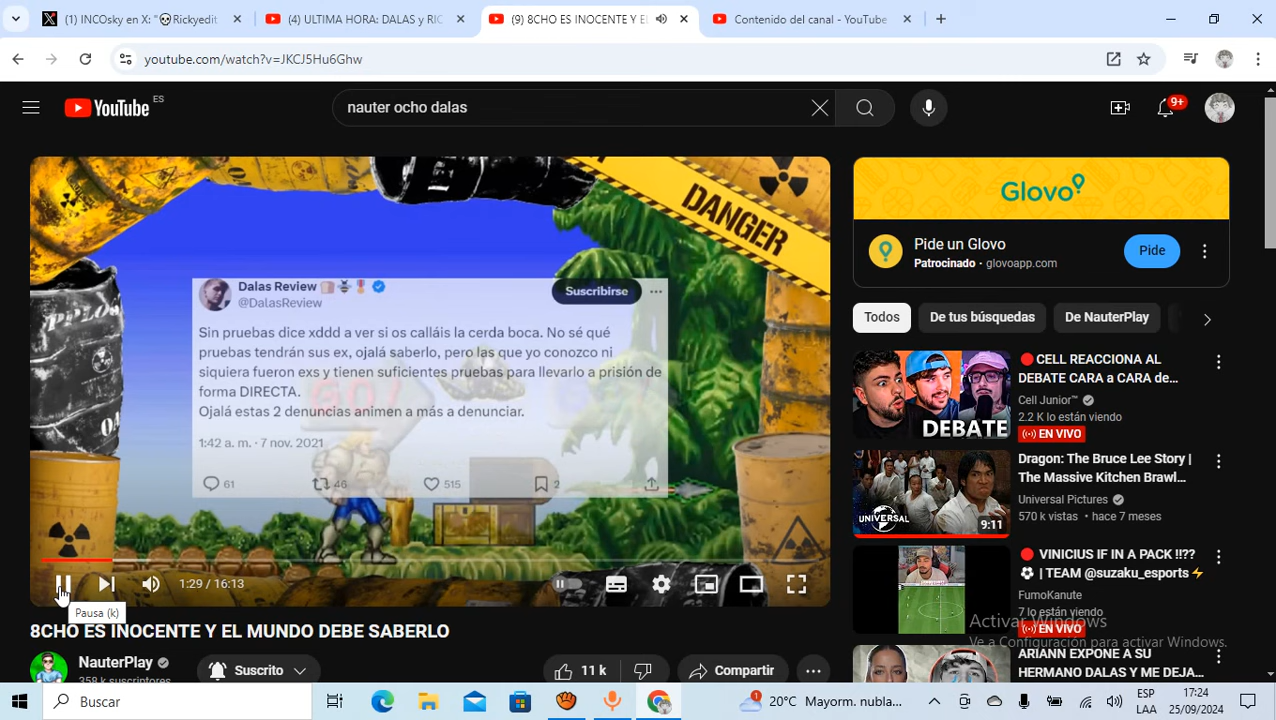 (1) INCOsky en X: "💀Rickyedit
(4) ULTIMA HORA: DALAS y RIC
(9) 8CHO ES INOCENTE Y EL
Contenido del canal - YouTube
youtube.com/watch?v=JKCJ5Hu6Ghw
YouTube ES
nauter ocho dalas
9+
DANGER
Dalas Review
@DalasReview
Suscribirse
Sin pruebas dice xddd a ver si os calláis la cerda boca. No sé qué
pruebas tendrán sus ex, ojalá saberlo, pero las que yo conozco ni
siquiera fueron exs y tienen suficientes pruebas para llevarlo a prisión de
forma DIRECTA.
Ojalá estas 2 denuncias animen a más a denunciar.
1:42 a. m. · 7 nov. 2021
61 46 515 2
1:29 / 16:13
Pausa (k)
8CHO ES INOCENTE Y EL MUNDO DEBE SABERLO
NauterPlay
358 k suscriptores
Suscrito
11 k
Compartir
Glovo
Pide un Glovo
Patrocinado · glovoapp.com
Pide
Todos
De tus búsquedas
De NauterPlay
🔴CELL REACCIONA AL
DEBATE CARA a CARA de...
Cell Junior™
2.2 K lo están viendo
EN VIVO
DEBATE
Dragon: The Bruce Lee Story |
The Massive Kitchen Brawl...
Universal Pictures
570 k vistas · hace 7 meses
UNIVERSAL
9:11
🔴 VINICIUS IF IN A PACK !!??
⚽ | TEAM @suzaku_esports⚡
FumoKanute
7 lo están viendo
EN VIVO
ARIANN EXPONE A SU
HERMANO DALAS Y ME DEJA...
Activar Windows
Ve a Configuración para activar Windows.
Buscar
1
20°C Mayorm. nubla...
ESP
LAA
17:24
25/09/2024